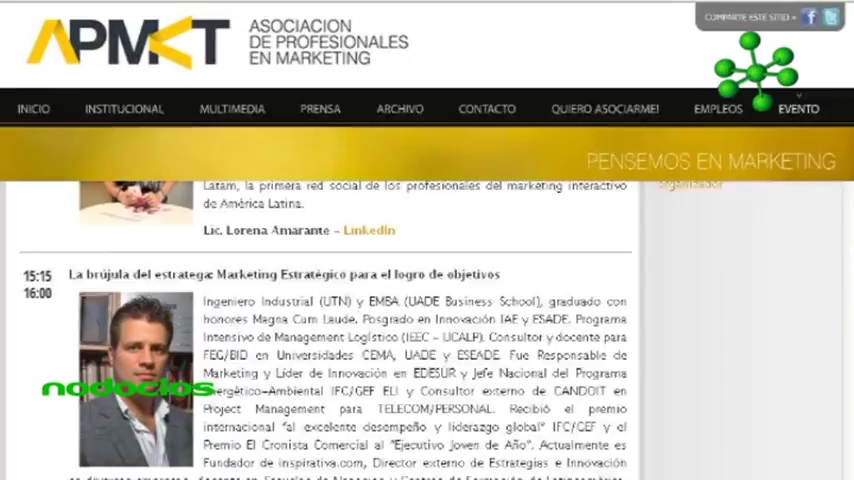 APMKT
ASOCIACION
DE PROFESIONALES
EN MARKETING
COMPARTE ESTE SITIO »
INICIO INSTITUCIONAL MULTIMEDIA PRENSA ARCHIVO CONTACTO QUIERO ASOCIARME! EMPLEOS EVENTO
PENSEMOS EN MARKETING
Latam, la primera red social de los profesionales del marketing interactivo
de América Latina.
Lic. Lorena Amarante – LinkedIn
15:15
16:00
La brújula del estratega: Marketing Estratégico para el logro de objetivos
Ingeniero Industrial (UTN) y EMBA (UADE Business School), graduado con
honores Magna Cum Laude. Posgrado en Innovación IAE y ESADE. Programa
Intensivo de Management Logístico (IEEC – UCALP). Consultor y docente para
FEG/BID en Universidades CEMA, UADE y ESEADE. Fue Responsable de
Marketing y Líder de Innovación en EDESUR y Jefe Nacional del Programa
Energético-Ambiental IFC/GEF ELI y Consultor externo de CANDOIT en
Project Management para TELECOM/PERSONAL. Recibió el premio
internacional "al excelente desempeño y liderazgo global" IFC/GEF y el
Premio El Cronista Comercial al "Ejecutivo Joven de Año". Actualmente es
Fundador de inspirativa.com, Director externo de Estrategias e Innovación
nodocios